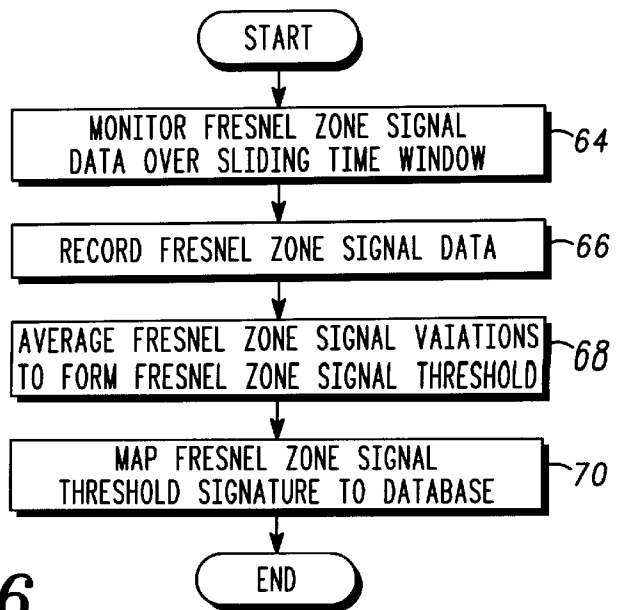 START
MONITOR FRESNEL ZONE SIGNAL
DATA OVER SLIDING TIME WINDOW
64
RECORD FRESNEL ZONE SIGNAL DATA
66
AVERAGE FRESNEL ZONE SIGNAL VAIATIONS
TO FORM FRESNEL ZONE SIGNAL THRESHOLD
68
MAP FRESNEL ZONE SIGNAL
THRESHOLD SIGNATURE TO DATABASE
70
END
6